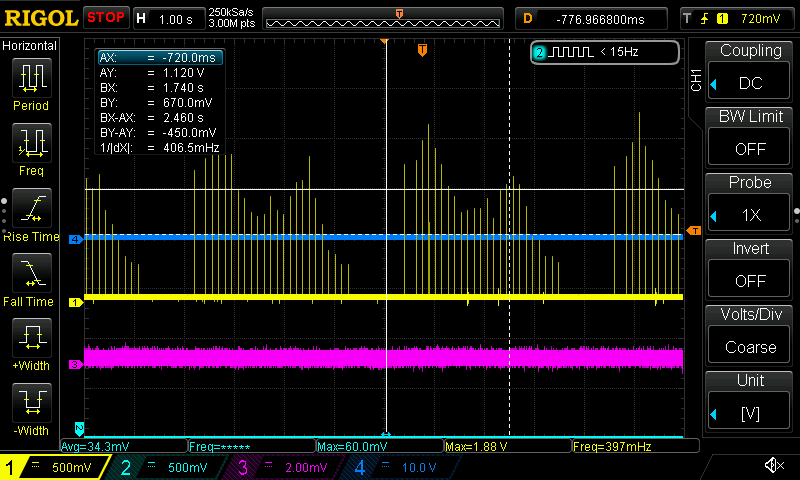 RIGOL STOP H 1.00 s 250kSa/s 3.00M pts T D -776.966800ms T 1 720mV
Horizontal
Period
Freq
Rise Time
Fall Time
+Width
-Width
AX: = -720.0ms
AY: = 1.120 V
BX: = 1.740 s
BY: = 670.0mV
BX-AX: = 2.460 s
BY-AY: = -450.0mV
1/|dX|: = 406.5mHz
T
2 < 15Hz
4
1
3
2
T
CH1
Coupling
DC
BW Limit
OFF
Probe
1X
Invert
OFF
Volts/Div
Coarse
Unit
[V]
Avg=34.3mV Freq=***** Max=60.0mV Max=1.88 V Freq=397mHz
1 = 500mV 2 = 500mV 3 = 2.00mV 4 = 10.0 V